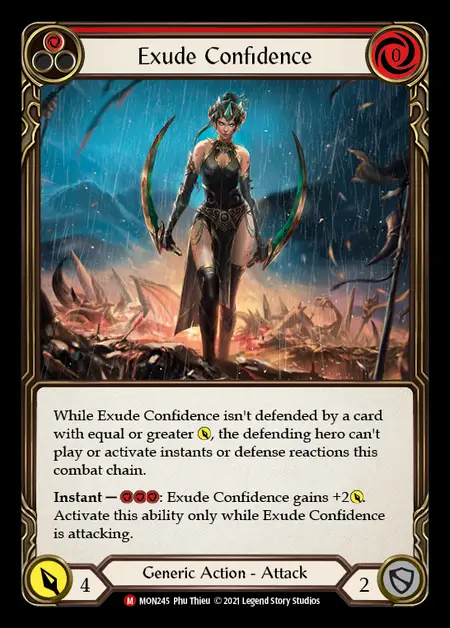 Exude Confidence
0
While Exude Confidence isn't defended by a card
with equal or greater , the defending hero can't
play or activate instants or defense reactions this
combat chain.
Instant — : Exude Confidence gains +2 .
Activate this ability only while Exude Confidence
is attacking.
4
Generic Action - Attack
2
M MON245 Phu Thieu © 2021 Legend Story Studios